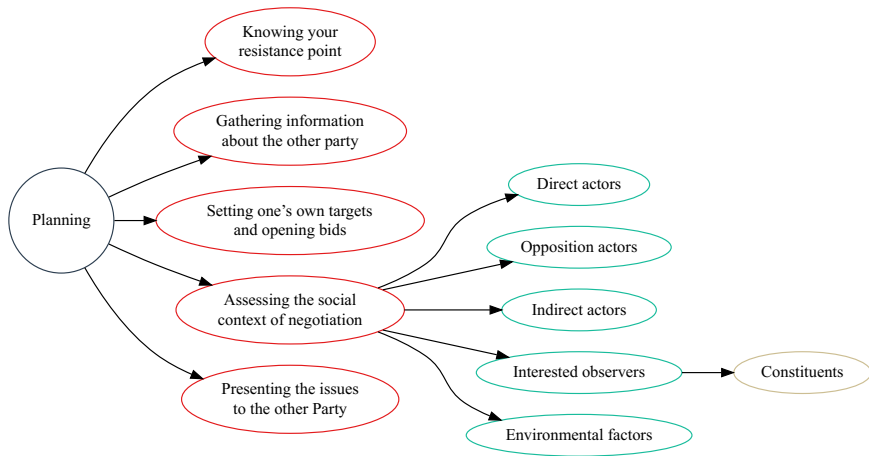 Planning
Knowing your
resistance point
Gathering information
about the other party
Setting one’s own targets
and opening bids
Assessing the social
context of negotiation
Presenting the issues
to the other Party
Direct actors
Opposition actors
Indirect actors
Interested observers
Environmental factors
Constituents